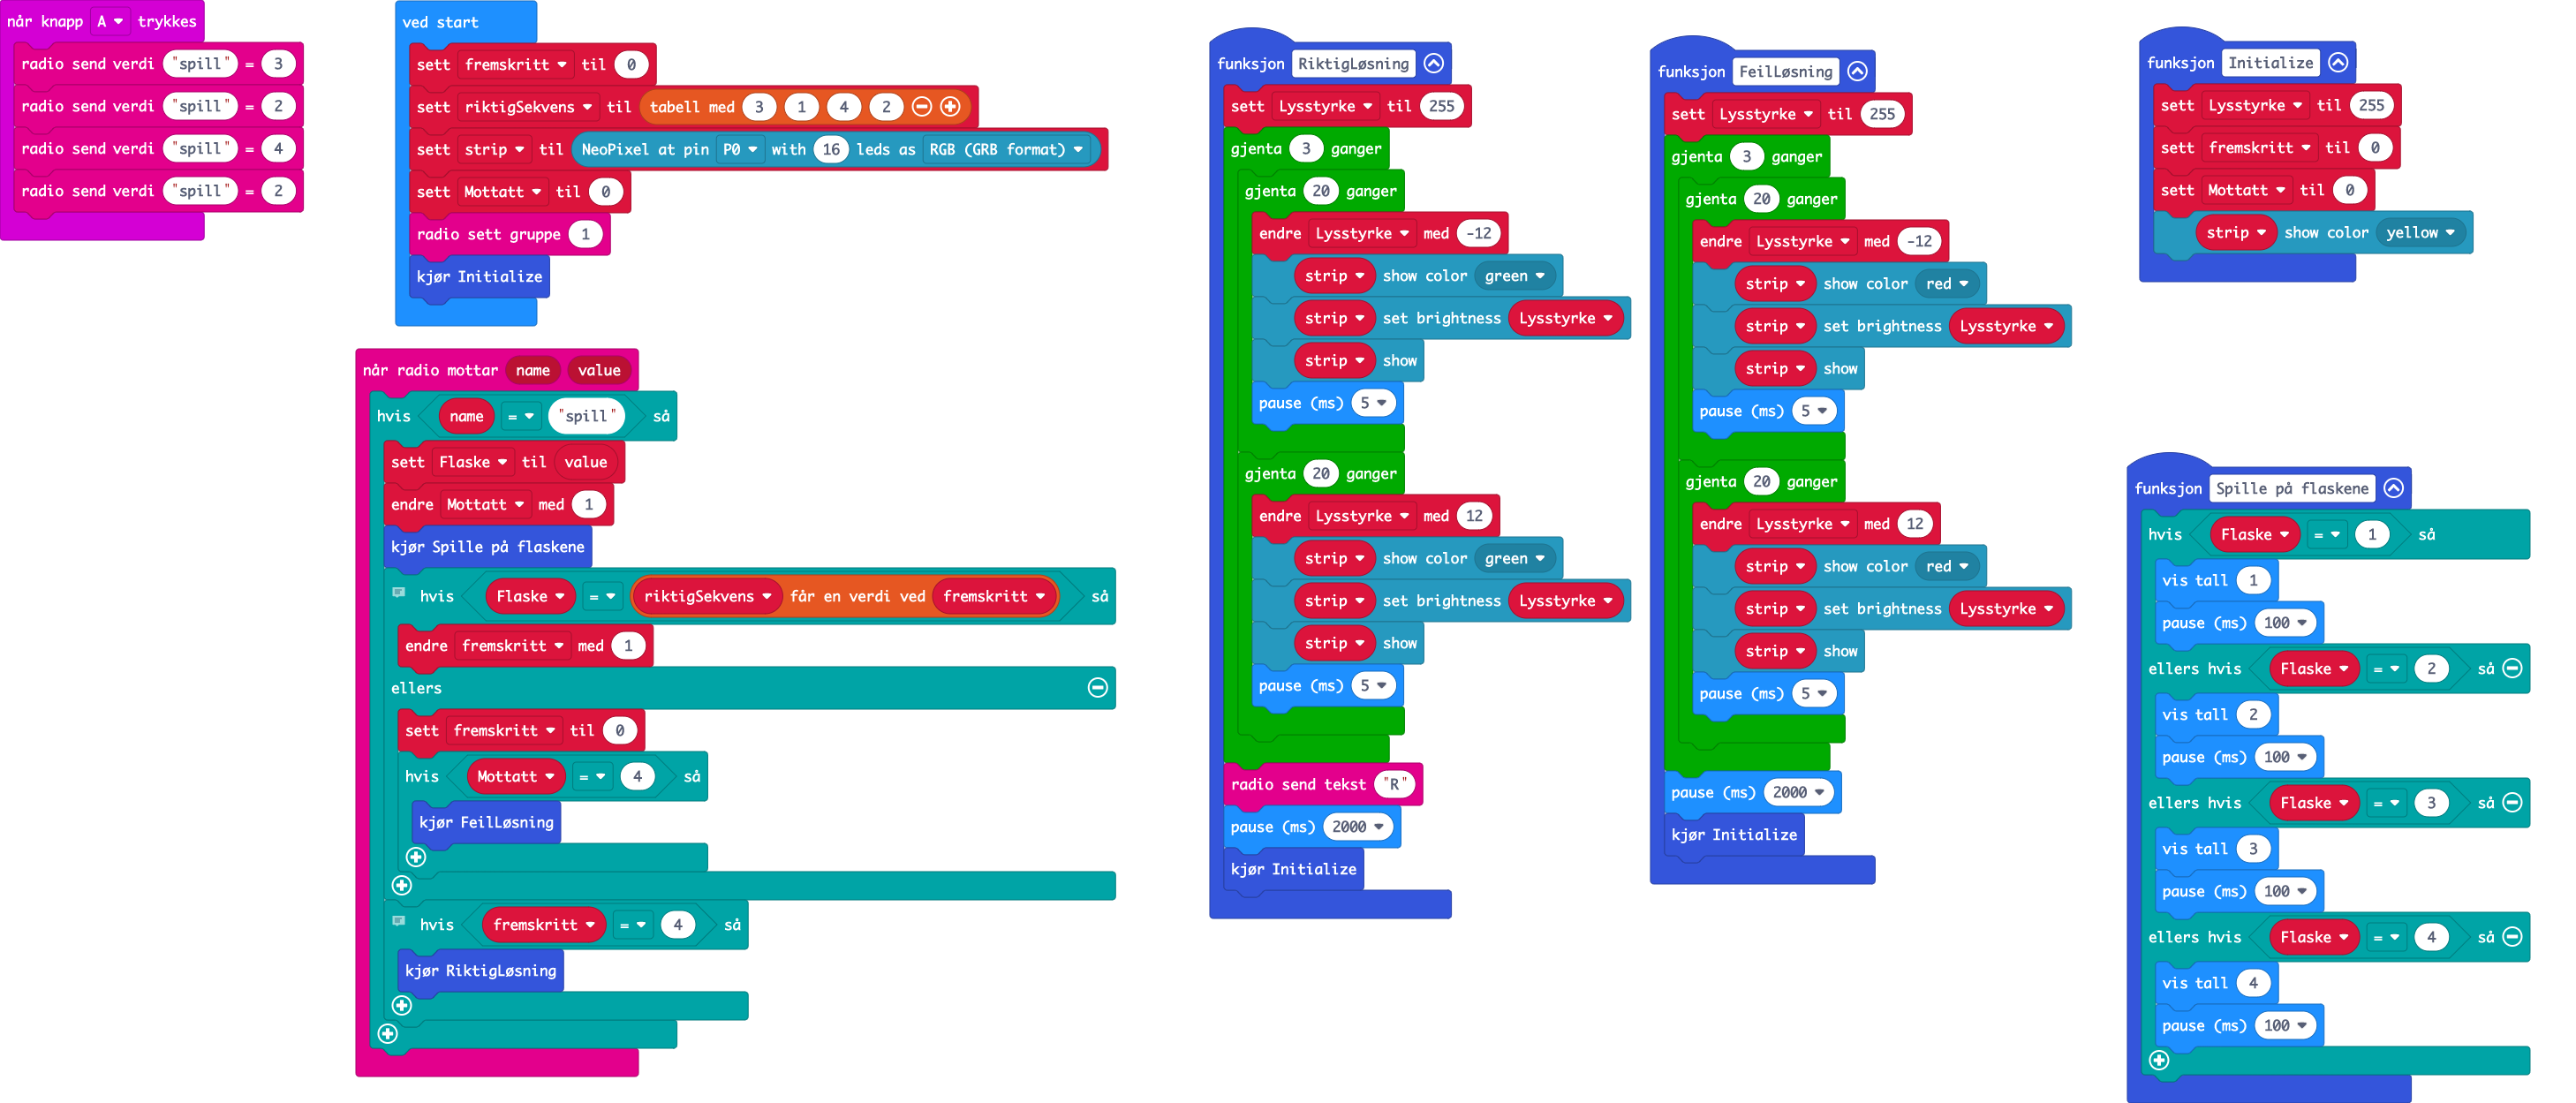 når knapp A trykkes
radio send verdi "spill" = 3
radio send verdi "spill" = 2
radio send verdi "spill" = 4
radio send verdi "spill" = 2
ved start
sett fremskritt til 0
sett riktigSekvens til tabell med 3 1 4 2
sett strip til NeoPixel at pin P0 with 16 leds as RGB (GRB format)
sett Mottatt til 0
radio sett gruppe 1
kjør Initialize
når radio mottar name value
hvis name = "spill" så
sett Flaske til value
endre Mottatt med 1
kjør Spille på flaskene
hvis Flaske = riktigSekvens får en verdi ved fremskritt så
endre fremskritt med 1
ellers
sett fremskritt til 0
hvis Mottatt = 4 så
kjør FeilLøsning
hvis fremskritt = 4 så
kjør RiktigLøsning
funksjon RiktigLøsning
sett Lysstyrke til 255
gjenta 3 ganger
gjenta 20 ganger
endre Lysstyrke med -12
strip show color green
strip set brightness Lysstyrke
strip show
pause (ms) 5
gjenta 20 ganger
endre Lysstyrke med 12
strip show color green
strip set brightness Lysstyrke
strip show
pause (ms) 5
radio send tekst "R"
pause (ms) 2000
kjør Initialize
funksjon FeilLøsning
sett Lysstyrke til 255
gjenta 3 ganger
gjenta 20 ganger
endre Lysstyrke med -12
strip show color red
strip set brightness Lysstyrke
strip show
pause (ms) 5
gjenta 20 ganger
endre Lysstyrke med 12
strip show color red
strip set brightness Lysstyrke
strip show
pause (ms) 5
pause (ms) 2000
kjør Initialize
funksjon Initialize
sett Lysstyrke til 255
sett fremskritt til 0
sett Mottatt til 0
strip show color yellow
funksjon Spille på flaskene
hvis Flaske = 1 så
vis tall 1
pause (ms) 100
ellers hvis Flaske = 2 så
vis tall 2
pause (ms) 100
ellers hvis Flaske = 3 så
vis tall 3
pause (ms) 100
ellers hvis Flaske = 4 så
vis tall 4
pause (ms) 100